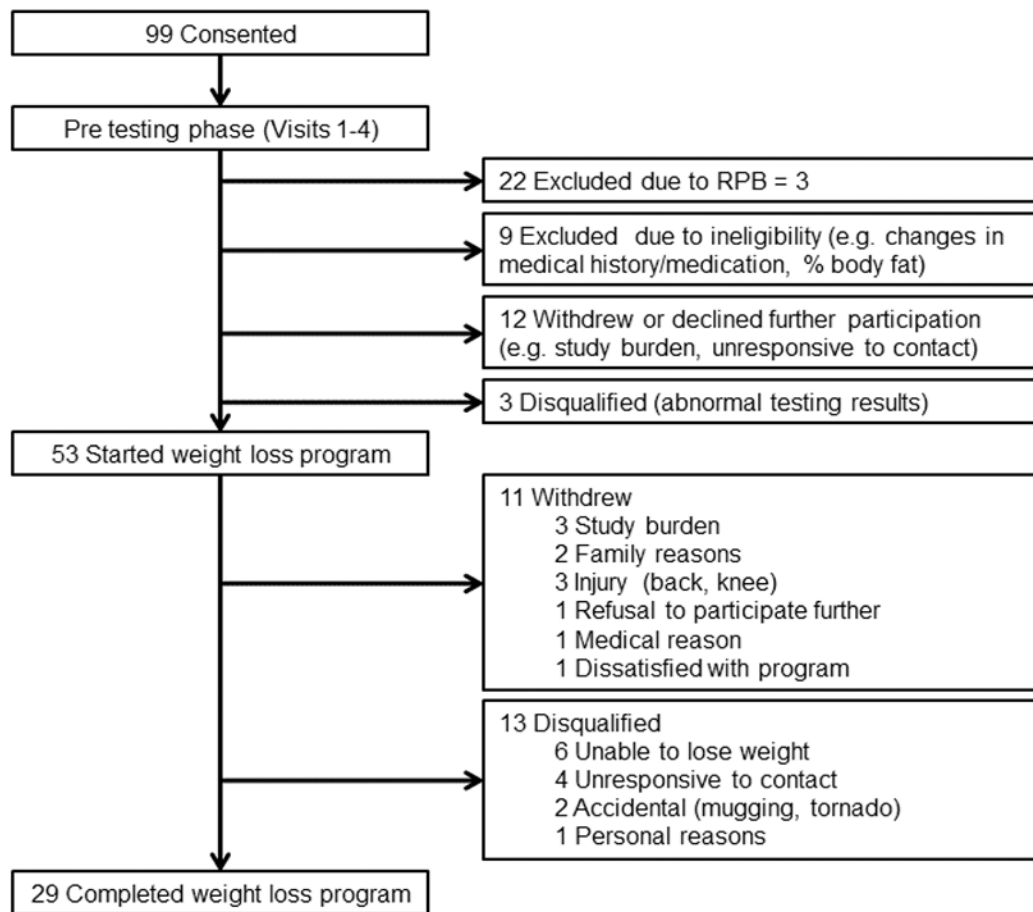 99 Consented
Pre testing phase (Visits 1-4)
22 Excluded due to RPB = 3
9 Excluded due to ineligibility (e.g. changes in
medical history/medication, % body fat)
12 Withdrew or declined further participation
(e.g. study burden, unresponsive to contact)
3 Disqualified (abnormal testing results)
53 Started weight loss program
11 Withdrew
3 Study burden
2 Family reasons
3 Injury (back, knee)
1 Refusal to participate further
1 Medical reason
1 Dissatisfied with program
13 Disqualified
6 Unable to lose weight
4 Unresponsive to contact
2 Accidental (mugging, tornado)
1 Personal reasons
29 Completed weight loss program